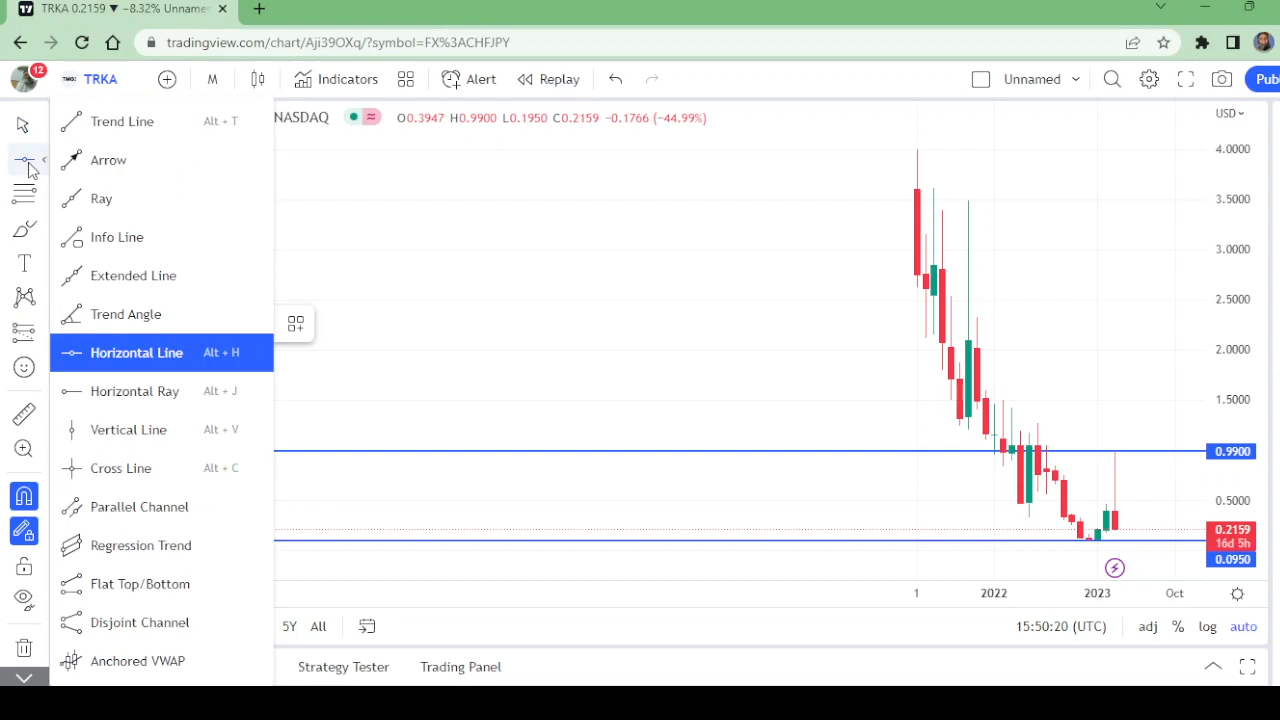 TRKA 0.2159 ▼ −8.32% Unnamed
tradingview.com/chart/Aji39OXq/?symbol=FX%3ACHFJPY
12
TRKA
M
Indicators
Alert
Replay
Unnamed
Pub
NASDAQ
O0.3947 H0.9900 L0.1950 C0.2159 −0.1766 (−44.99%)
USD
Trend Line Alt + T
Arrow
Ray
Info Line
Extended Line
Trend Angle
Horizontal Line Alt + H
Horizontal Ray Alt + J
Vertical Line Alt + V
Cross Line Alt + C
Parallel Channel
Regression Trend
Flat Top/Bottom
Disjoint Channel
Anchored VWAP
4.0000
3.5000
3.0000
2.5000
2.0000
1.5000
0.9900
0.5000
0.2159
16d 5h
0.0950
1 2022 2023 Oct
5Y All
15:50:20 (UTC) adj % log auto
Strategy Tester Trading Panel